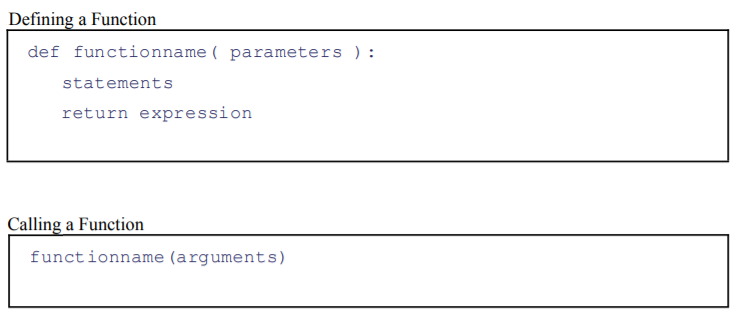 Defining a Function
def functionname( parameters ):
statements
return expression
Calling a Function
functionname(arguments)